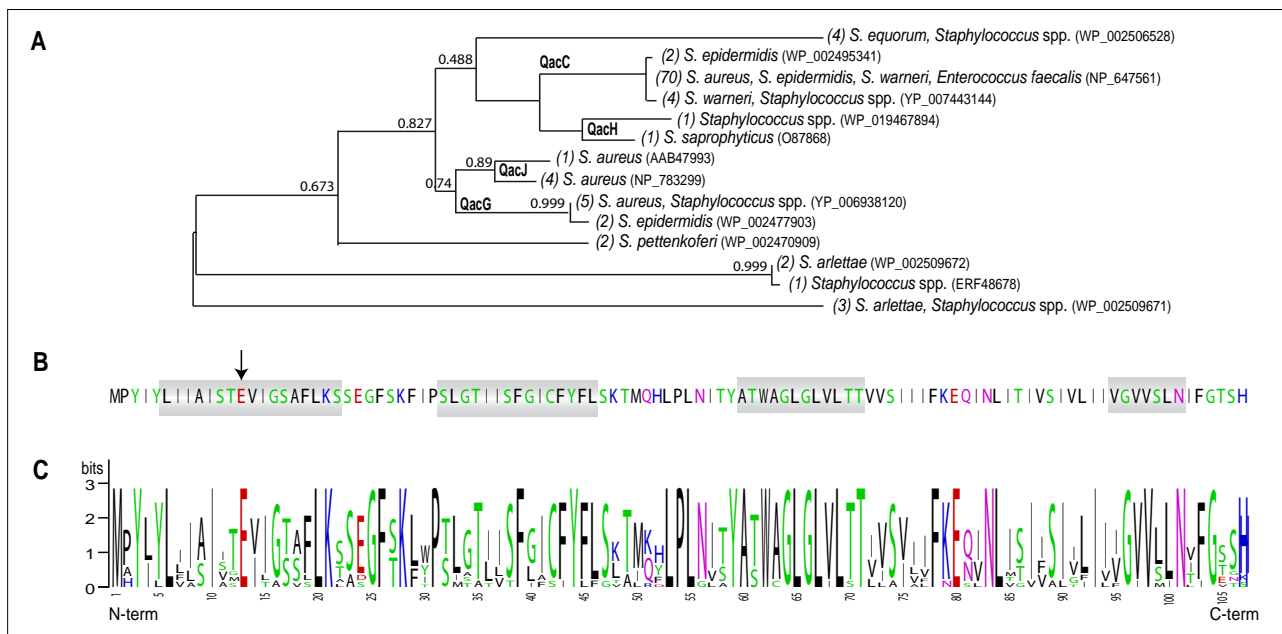 A
(4) S. equorum, Staphylococcus spp. (WP_002506528)
(2) S. epidermidis (WP_002495341)
QacC
0.488
(70) S. aureus, S. epidermidis, S. warneri, Enterococcus faecalis (NP_647561)
(4) S. warneri, Staphylococcus spp. (YP_007443144)
(1) Staphylococcus spp. (WP_019467894)
0.827
QacH
(1) S. saprophyticus (O87868)
(1) S. aureus (AAB47993)
0.89
QacJ
(4) S. aureus (NP_783299)
0.673
0.74
QacG
0.999
(5) S. aureus, Staphylococcus spp. (YP_006938120)
(2) S. epidermidis (WP_002477903)
(2) S. pettenkoferi (WP_002470909)
(2) S. arlettae (WP_002509672)
0.999
(1) Staphylococcus spp. (ERF48678)
(3) S. arlettae, Staphylococcus spp. (WP_002509671)
B
MPYIYLIIAISTEVIGSAFLKSSEGFSKFIPSLGTIISFGICFYFLSKTMQHLPLNITYATWAGLGLVLTTVVSIIIFKEQINLITIVSIVLIIVGVVSLNIFGTSH
C
bits
3
2
1
0
1 5 10 15 20 25 30 35 40 45 50 55 60 65 70 75 80 85 90 95 100 105
N-term
C-term